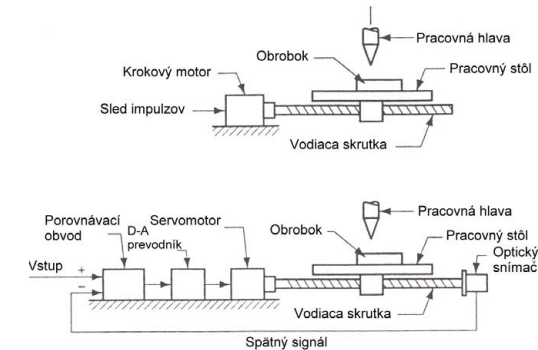 Pracovná hlava
Obrobok
Pracovný stôl
Krokový motor
Sled impulzov
Vodiaca skrutka
Pracovná hlava
Porovnávací obvod
D-A prevodník
Servomotor
Obrobok
Pracovný stôl
Optický snímač
Vstup
+
−
Vodiaca skrutka
Spätný signál